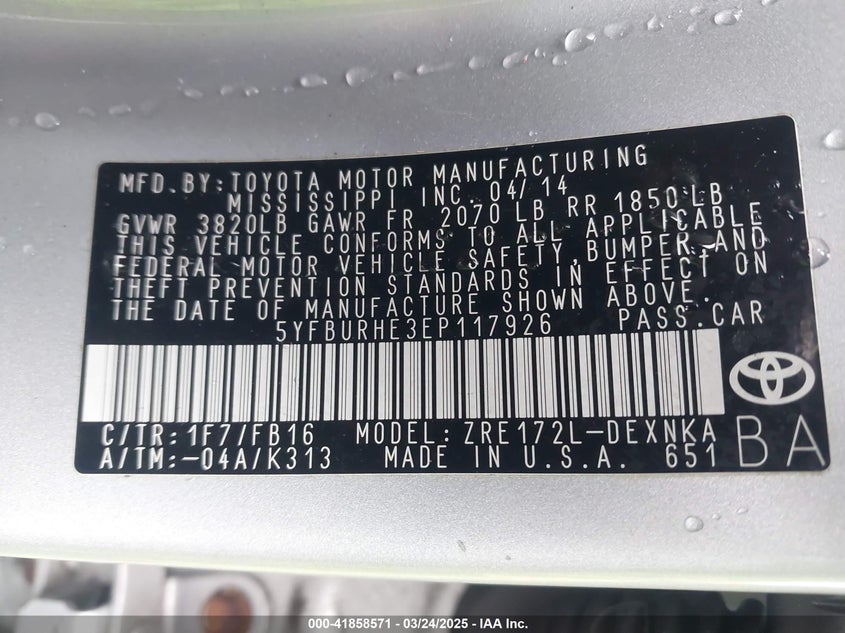 MFD.BY:TOYOTA MOTOR MANUFACTURING
MISSISSIPPI INC. 04/14
GVWR 3820LB GAWR FR 2070 LB RR 1850 LB
THIS VEHICLE CONFORMS TO ALL APPLICABLE
FEDERAL MOTOR VEHICLE SAFETY,BUMPER,AND
THEFT PREVENTION STANDARDS IN EFFECT ON
THE DATE OF MANUFACTURE SHOWN ABOVE.
5YFBURHE3EP117926 PASS.CAR
C/TR:1F7/FB16 MODEL:ZRE172L-DEXNKA
A/TM:-04A/K313 MADE IN U.S.A. 651
BA
000-41858571 - 03/24/2025 - IAA Inc.